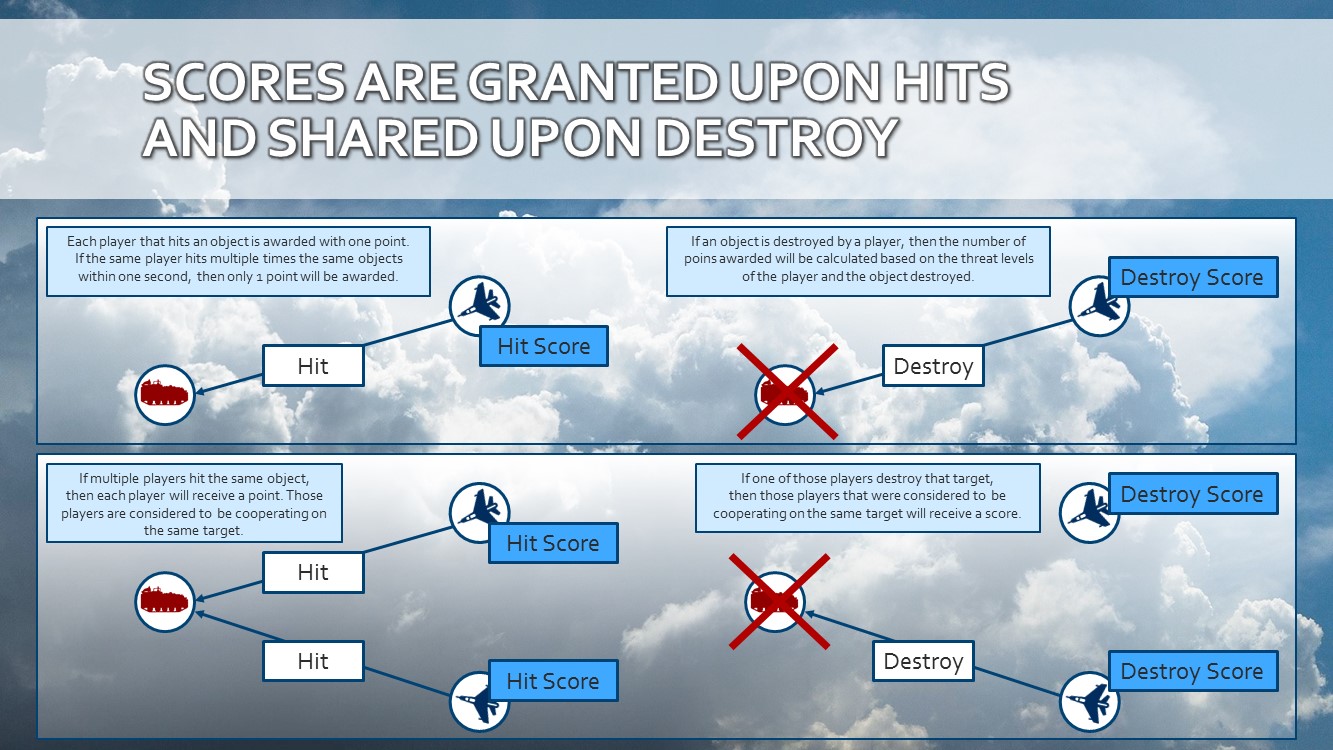 SCORES ARE GRANTED UPON HITS
AND SHARED UPON DESTROY
Each player that hits an object is awarded with one point.
If the same player hits multiple times the same objects
within one second, then only 1 point will be awarded.
Hit Score
Hit
If an object is destroyed by a player, then the number of
poins awarded will be calculated based on the threat levels
of the player and the object destroyed.
Destroy Score
Destroy
If multiple players hit the same object,
then each player will receive a point. Those
players are considered to be cooperating on
the same target.
Hit Score
Hit
Hit
Hit Score
If one of those players destroy that target,
then those players that were considered to be
cooperating on the same target will receive a score.
Destroy Score
Destroy
Destroy Score